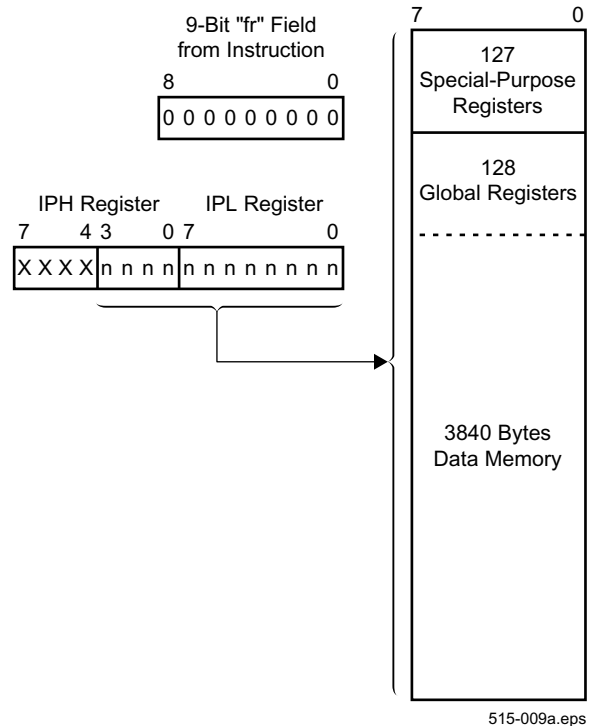 9-Bit "fr" Field
from Instruction
8 0
0 0 0 0 0 0 0 0 0
IPH Register IPL Register
7 4 3 0 7 0
X X X X n n n n n n n n n n n n
7 0
127
Special-Purpose
Registers
128
Global Registers
3840 Bytes
Data Memory
515-009a.eps